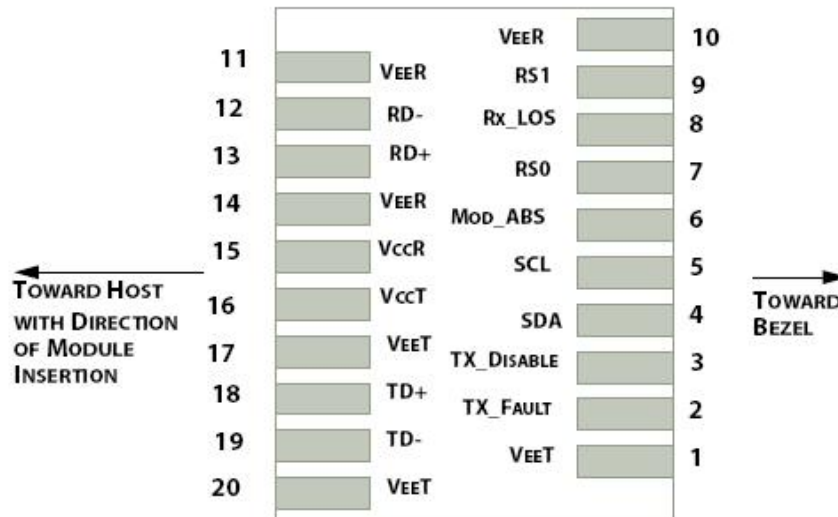 11 VEER
12 RD-
13 RD+
14 VEER
15 VCCR
16 VCCT
17 VEET
18 TD+
19 TD-
20 VEET
VEER 10
RS1 9
RX_LOS 8
RS0 7
MOD_ABS 6
SCL 5
SDA 4
TX_DISABLE 3
TX_FAULT 2
VEET 1
TOWARD HOST
WITH DIRECTION
OF MODULE
INSERTION
TOWARD
BEZEL